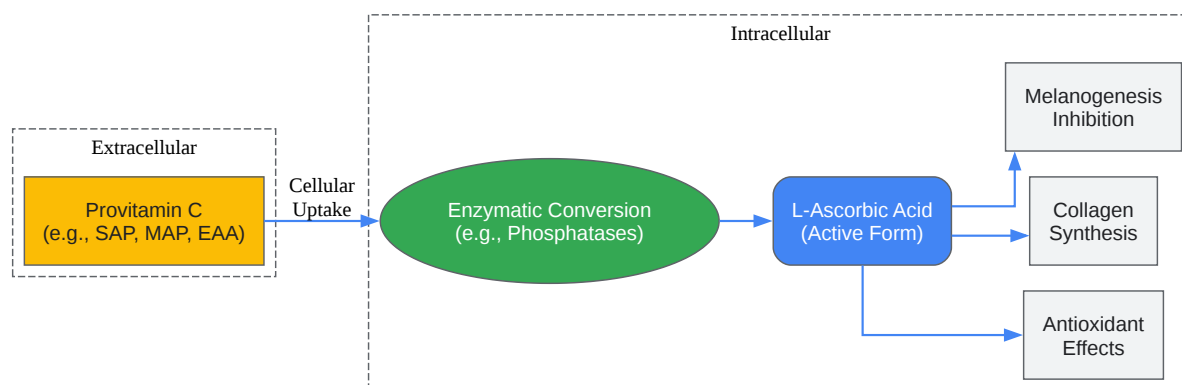 Intracellular
Extracellular
Provitamin C
(e.g., SAP, MAP, EAA)
Cellular
Uptake
Enzymatic Conversion
(e.g., Phosphatases)
L-Ascorbic Acid
(Active Form)
Melanogenesis
Inhibition
Collagen
Synthesis
Antioxidant
Effects